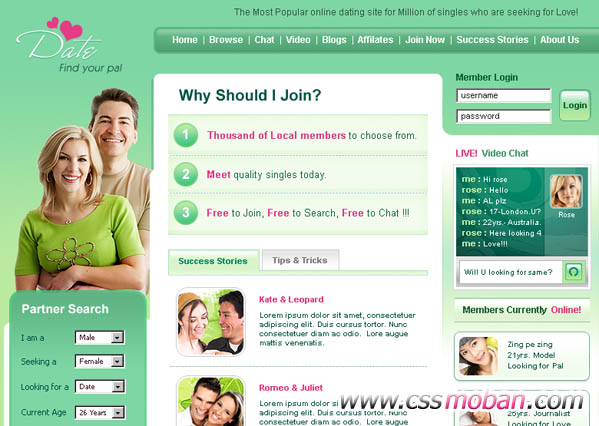 The Most Popular online dating site for Million of singles who are seeking for Love!
Date
Find your pal
Home | Browse | Chat | Video | Blogs | Affilates | Join Now | Success Stories | About Us
Why Should I Join?
1 Thousand of Local members to choose from.
2 Meet quality singles today.
3 Free to Join, Free to Search, Free to Chat !!!
Member Login
username
password
Login
LIVE! Video Chat
me : Hi rose
rose : Hello
me : AL plz
rose : 17-London.U?
me : 22yrs.- Australia.
rose : Here looking 4
me : Love!!!
Rose
Will U looking for same?
Success Stories
Tips & Tricks
Kate & Leopard
Lorem ipsum dolor sit amet, consectetuer
adipiscing elit. Duis cursus tortor. Nunc
consectetuer diam ac odio. Lore augue
mattis venenatis.
Romeo & Juliet
Lorem ipsum dolor sit
adipiscing elit. Duis cursus tortor. Nunc
consectetuer diam ac odio. Lore augue
Members Currently Online!
Zing pe zing
21yrs. Model
Looking for Pal
25yrs. Journalist
Looking for Love
Partner Search
I am a Male
Seeking a Female
Looking for a Date
Current Age 26 Years
www.cssmoban.com